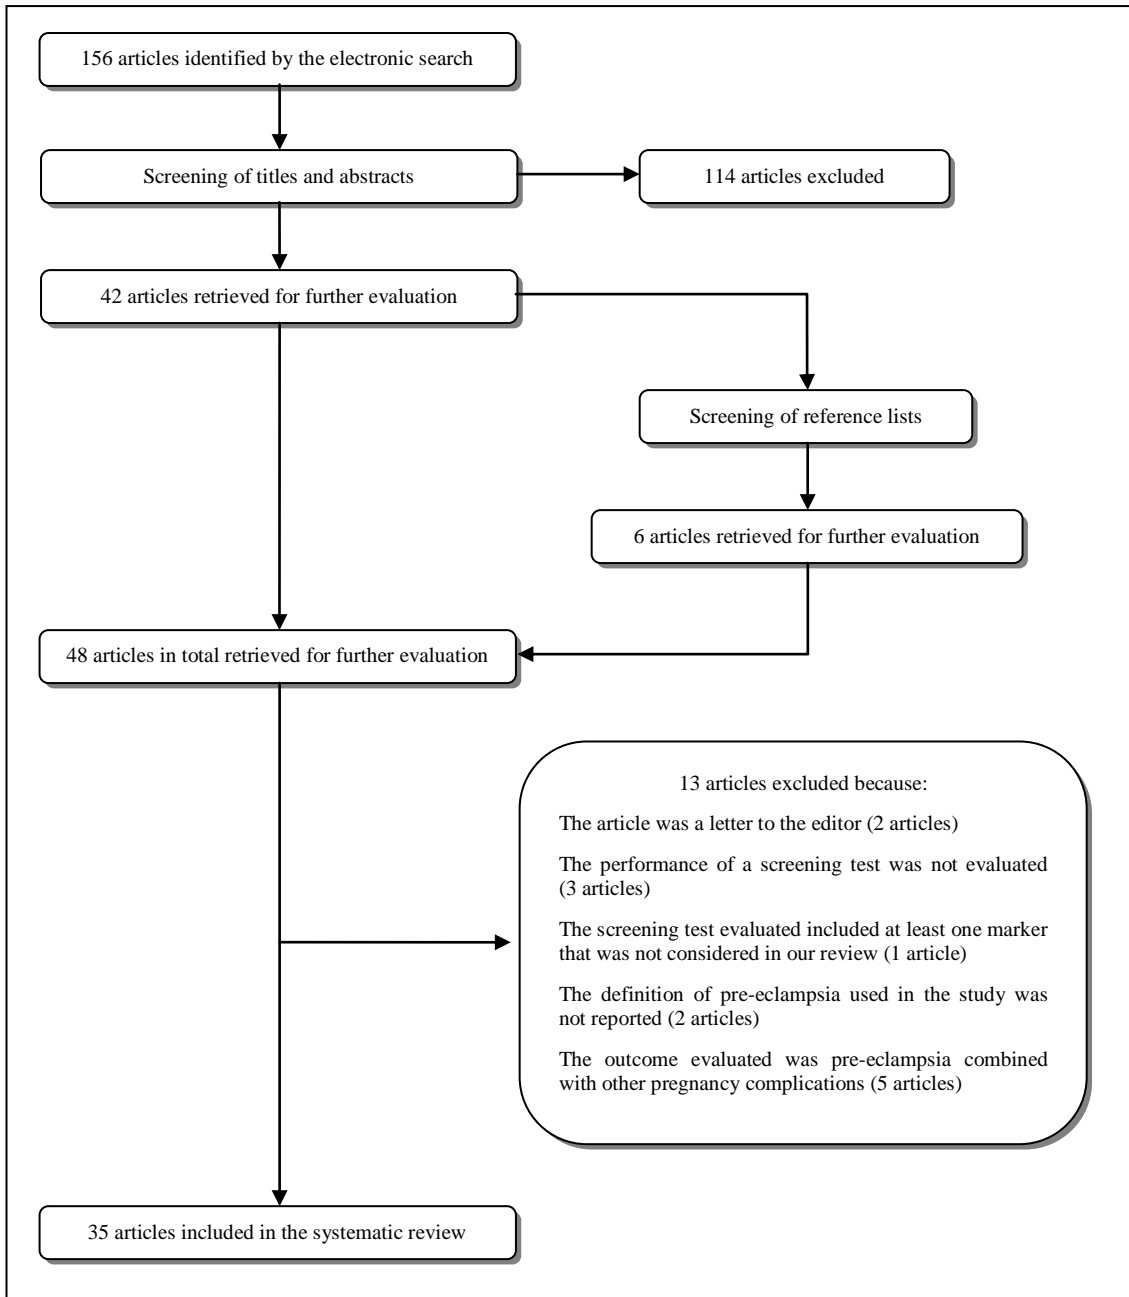 156 articles identified by the electronic search
Screening of titles and abstracts
114 articles excluded
42 articles retrieved for further evaluation
Screening of reference lists
6 articles retrieved for further evaluation
48 articles in total retrieved for further evaluation
13 articles excluded because:
The article was a letter to the editor (2 articles)
The performance of a screening test was not evaluated
(3 articles)
The screening test evaluated included at least one marker
that was not considered in our review (1 article)
The definition of pre-eclampsia used in the study was
not reported (2 articles)
The outcome evaluated was pre-eclampsia combined
with other pregnancy complications (5 articles)
35 articles included in the systematic review